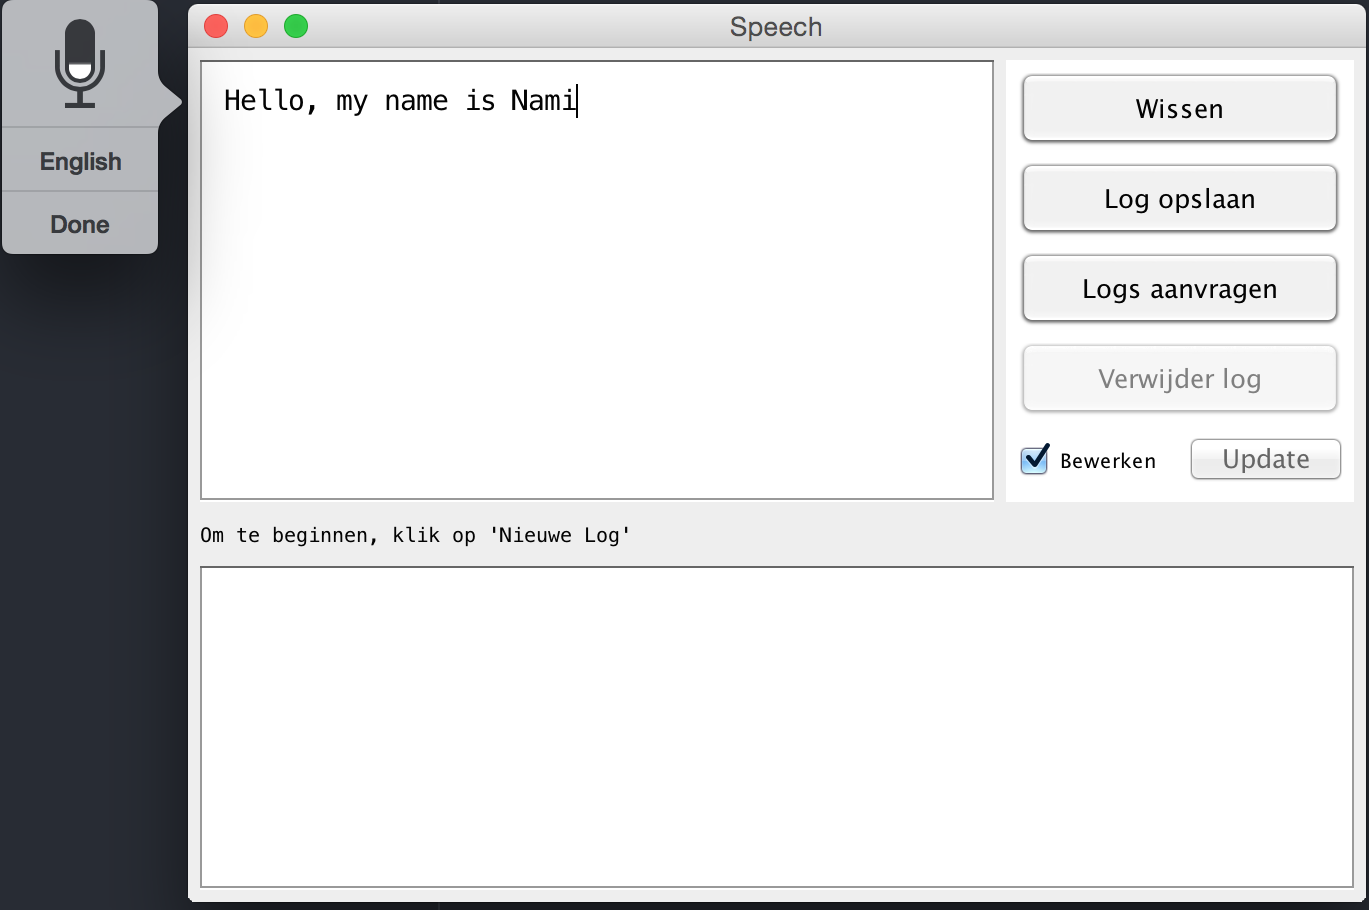 Speech
English
Done
Hello, my name is Nami
Wissen
Log opslaan
Logs aanvragen
Verwijder log
Bewerken
Update
Om te beginnen, klik op 'Nieuwe Log'